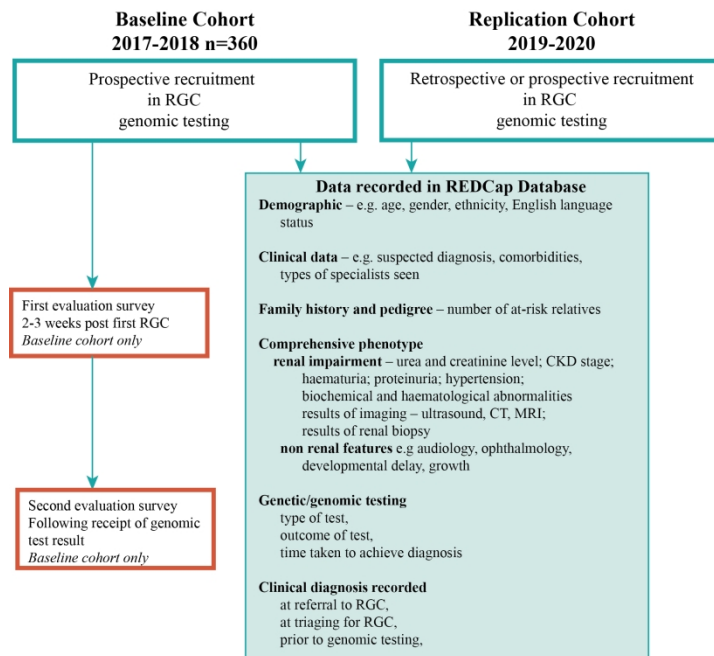 Baseline Cohort
2017-2018 n=360
Replication Cohort
2019-2020
Prospective recruitment
in RGC
genomic testing
Retrospective or prospective recruitment
in RGC
genomic testing
Data recorded in REDCap Database
Demographic – e.g. age, gender, ethnicity, English language
status
Clinical data – e.g. suspected diagnosis, comorbidities,
types of specialists seen
Family history and pedigree – number of at-risk relatives
Comprehensive phenotype
renal impairment – urea and creatinine level; CKD stage;
haematuria; proteinuria; hypertension;
biochemical and haematological abnormalities
results of imaging – ultrasound, CT, MRI;
results of renal biopsy
non renal features e.g audiology, ophthalmology,
developmental delay, growth
Genetic/genomic testing
type of test,
outcome of test,
time taken to achieve diagnosis
Clinical diagnosis recorded
at referral to RGC,
at triaging for RGC,
prior to genomic testing,
First evaluation survey
2-3 weeks post first RGC
Baseline cohort only
Second evaluation survey
Following receipt of genomic
test result
Baseline cohort only